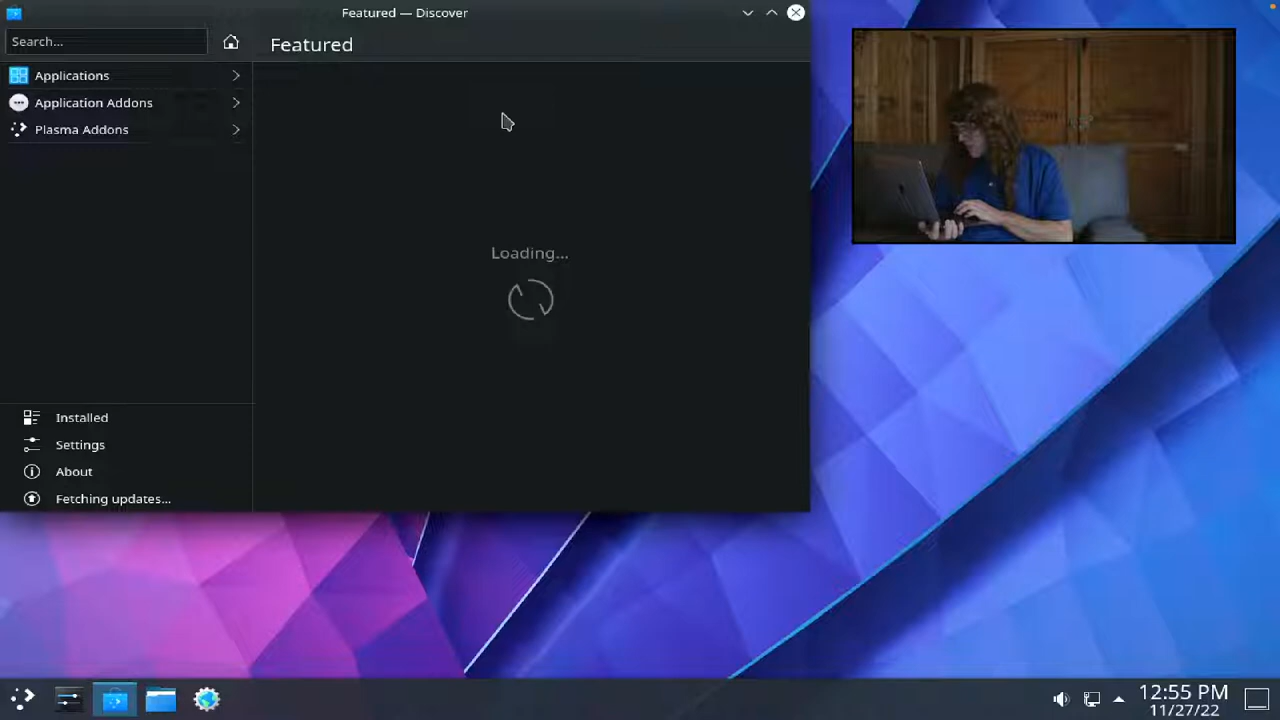 Featured — Discover
Search...
Featured
Applications
Application Addons
Plasma Addons
Loading...
Installed
Settings
About
Fetching updates...
12:55 PM
11/27/22